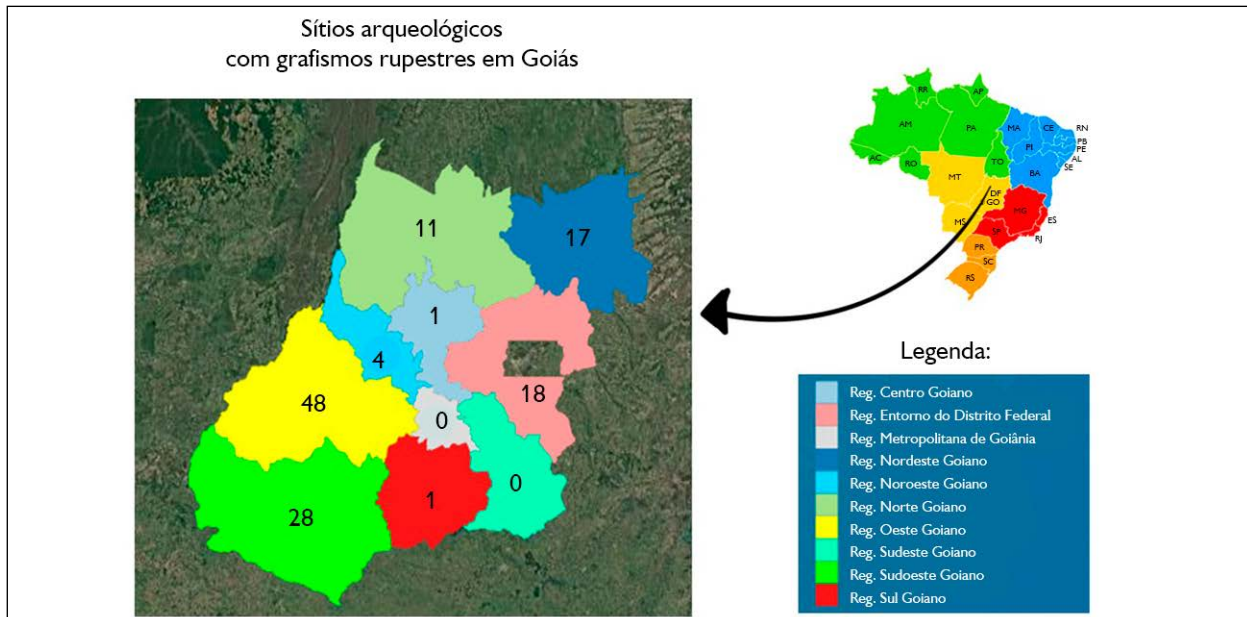 Sítios arqueológicos
com grafismos rupestres em Goiás
11
17
1
4
18
48
0
0
1
28
RR
AP
AM
PA
MA
CE
RN
PB
PE
PI
AL
SE
AC
RO
TO
BA
MT
DF
GO
MG
ES
MS
SP
RJ
PR
SC
RS
Legenda:
Reg. Centro Goiano
Reg. Entorno do Distrito Federal
Reg. Metropolitana de Goiânia
Reg. Nordeste Goiano
Reg. Noroeste Goiano
Reg. Norte Goiano
Reg. Oeste Goiano
Reg. Sudeste Goiano
Reg. Sudoeste Goiano
Reg. Sul Goiano